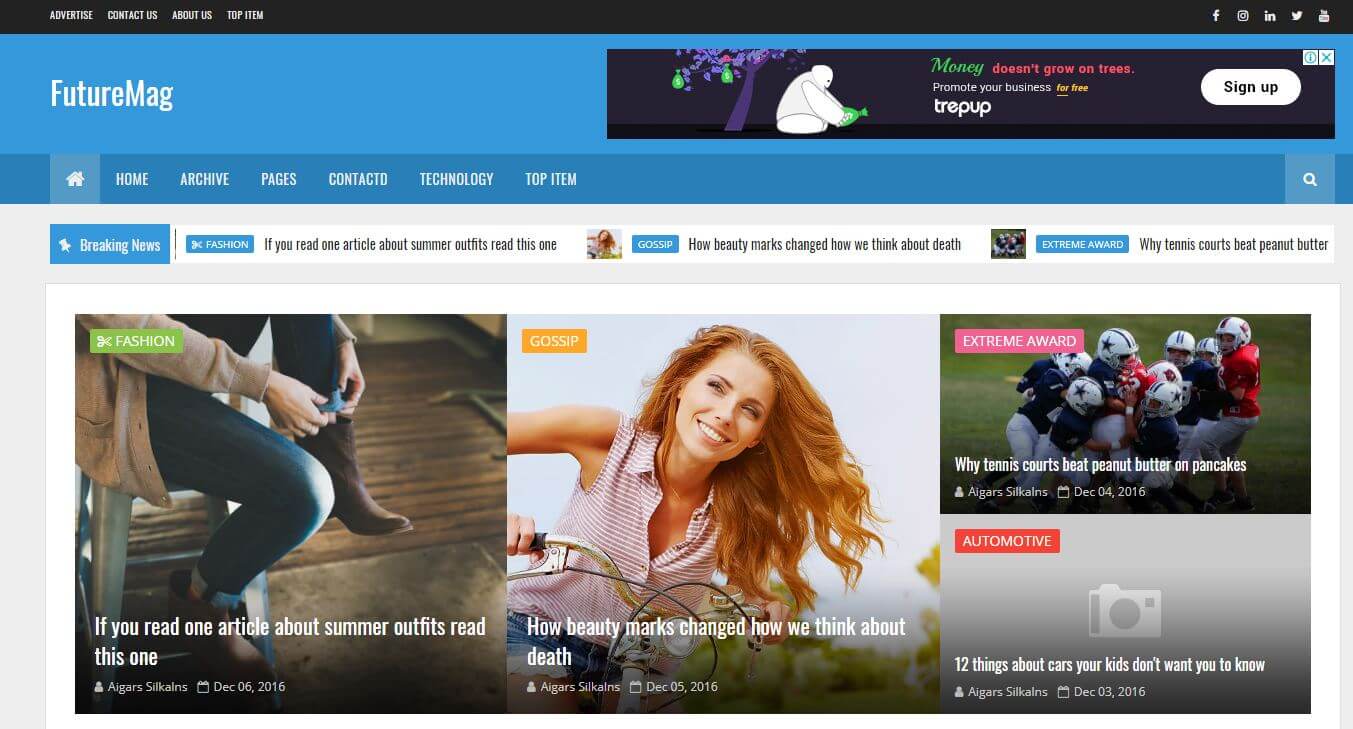 ADVERTISE CONTACT US ABOUT US TOP ITEM
FutureMag
Money doesn't grow on trees.
Promote your business for free
trepup
Sign up
HOME ARCHIVE PAGES CONTACTD TECHNOLOGY TOP ITEM
Breaking News FASHION If you read one article about summer outfits read this one GOSSIP How beauty marks changed how we think about death EXTREME AWARD Why tennis courts beat peanut butter
FASHION
If you read one article about summer outfits read
this one
Aigars Silkalns Dec 06, 2016
GOSSIP
How beauty marks changed how we think about
death
Aigars Silkalns Dec 05, 2016
EXTREME AWARD
Why tennis courts beat peanut butter on pancakes
Aigars Silkalns Dec 04, 2016
AUTOMOTIVE
12 things about cars your kids don't want you to know
Aigars Silkalns Dec 03, 2016